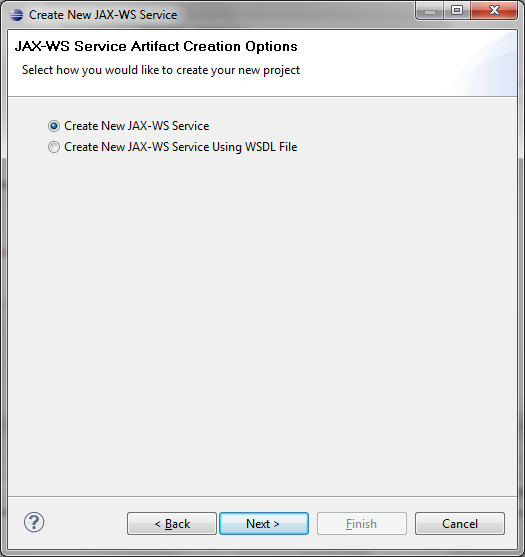 Create New JAX-WS Service
JAX-WS Service Artifact Creation Options
Select how you would like to create your new project
Create New JAX-WS Service
Create New JAX-WS Service Using WSDL File
?
< Back
Next >
Finish
Cancel